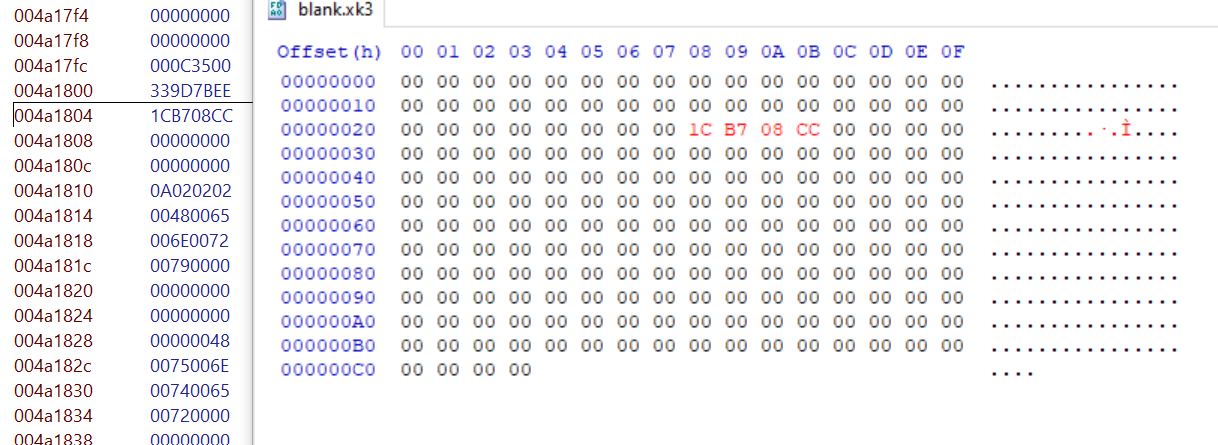 004a17f4 00000000
004a17f8 00000000
004a17fc 000C3500
004a1800 339D7BEE
004a1804 1CB708CC
004a1808 00000000
004a180c 00000000
004a1810 0A020202
004a1814 00480065
004a1818 006E0072
004a181c 00790000
004a1820 00000000
004a1824 00000000
004a1828 00000048
004a182c 0075006E
004a1830 00740065
004a1834 00720000
004a1838 00000000
blank.xk3
Offset(h) 00 01 02 03 04 05 06 07 08 09 0A 0B 0C 0D 0E 0F
00000000 00 00 00 00 00 00 00 00 00 00 00 00 00 00 00 00 ................
00000010 00 00 00 00 00 00 00 00 00 00 00 00 00 00 00 00 ................
00000020 00 00 00 00 00 00 00 00 1C B7 08 CC 00 00 00 00 .........·.Ì....
00000030 00 00 00 00 00 00 00 00 00 00 00 00 00 00 00 00 ................
00000040 00 00 00 00 00 00 00 00 00 00 00 00 00 00 00 00 ................
00000050 00 00 00 00 00 00 00 00 00 00 00 00 00 00 00 00 ................
00000060 00 00 00 00 00 00 00 00 00 00 00 00 00 00 00 00 ................
00000070 00 00 00 00 00 00 00 00 00 00 00 00 00 00 00 00 ................
00000080 00 00 00 00 00 00 00 00 00 00 00 00 00 00 00 00 ................
00000090 00 00 00 00 00 00 00 00 00 00 00 00 00 00 00 00 ................
000000A0 00 00 00 00 00 00 00 00 00 00 00 00 00 00 00 00 ................
000000B0 00 00 00 00 00 00 00 00 00 00 00 00 00 00 00 00 ................
000000C0 00 00 00 00 ....